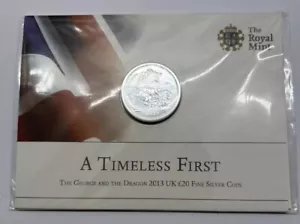 The
Royal
Mint
A TIMELESS FIRST
THE GEORGE AND THE DRAGON 2013 UK £20 FINE SILVER COIN